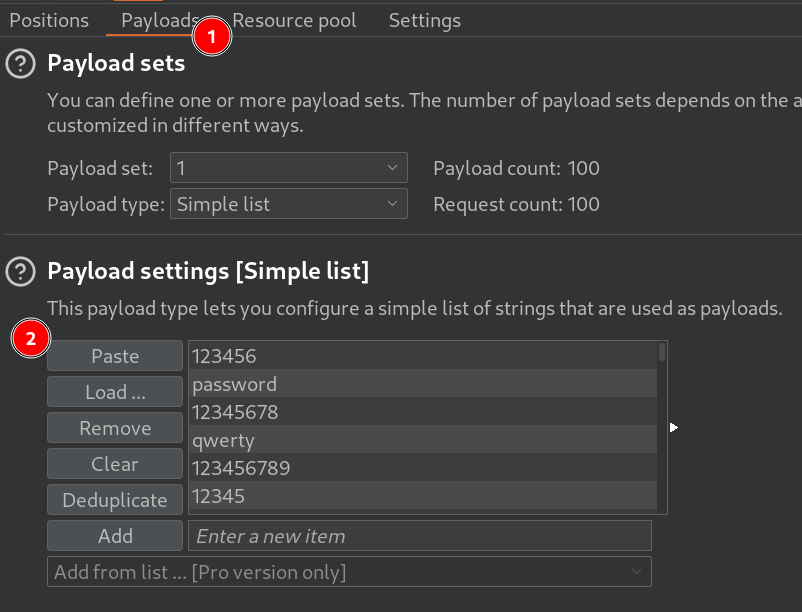 Positions Payloads Resource pool Settings
1
? Payload sets
You can define one or more payload sets. The number of payload sets depends on the a
customized in different ways.
Payload set: 1 Payload count: 100
Payload type: Simple list Request count: 100
? Payload settings [Simple list]
This payload type lets you configure a simple list of strings that are used as payloads.
2
Paste
Load ...
Remove
Clear
Deduplicate
123456
password
12345678
qwerty
123456789
12345
Add Enter a new item
Add from list ... [Pro version only]